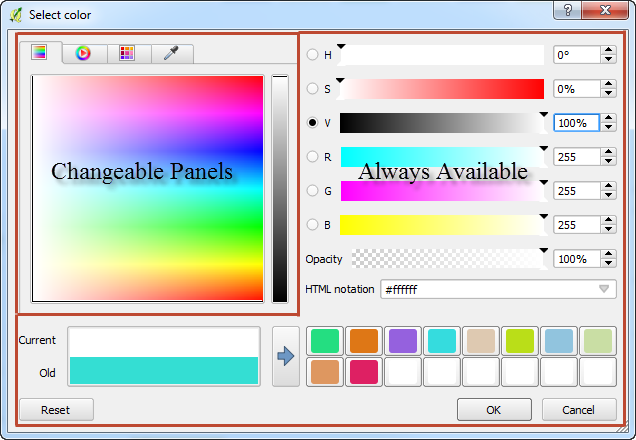 Select color
?
H 0°
S 0%
V 100%
R 255
G 255
B 255
Changeable Panels
Always Available
Opacity 100%
HTML notation #ffffff
Current
Old
Reset
OK
Cancel